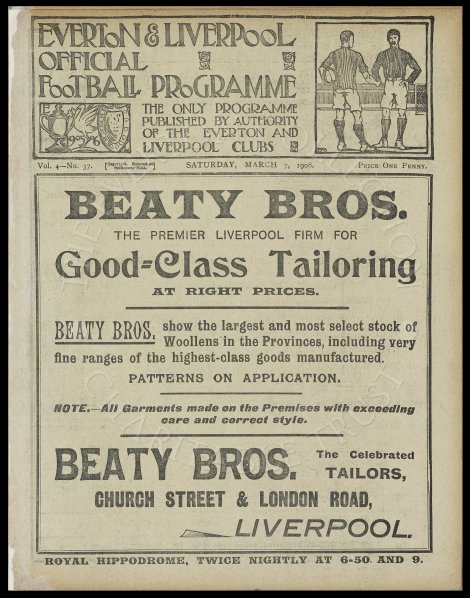 EVERTON & LIVERPOOL
OFFICIAL
FOOTBALL PROGRAMME
THE ONLY PROGRAMME
PUBLISHED BY AUTHORITY
OF THE EVERTON AND
LIVERPOOL CLUBS
Vol. 4—No. 37.
SATURDAY, MARCH 7, 1908.
PRICE ONE PENNY.
BEATY BROS.
THE PREMIER LIVERPOOL FIRM FOR
Good-Class Tailoring
AT RIGHT PRICES.
BEATY BROS. show the largest and most select stock of
Woollens in the Provinces, including very
fine ranges of the highest-class goods manufactured.
PATTERNS ON APPLICATION.
NOTE.—All Garments made on the Premises with exceeding
care and correct style.
BEATY BROS. The Celebrated
TAILORS,
CHURCH STREET & LONDON ROAD,
LIVERPOOL.
ROYAL HIPPODROME, TWICE NIGHTLY AT 6-50 AND 9.